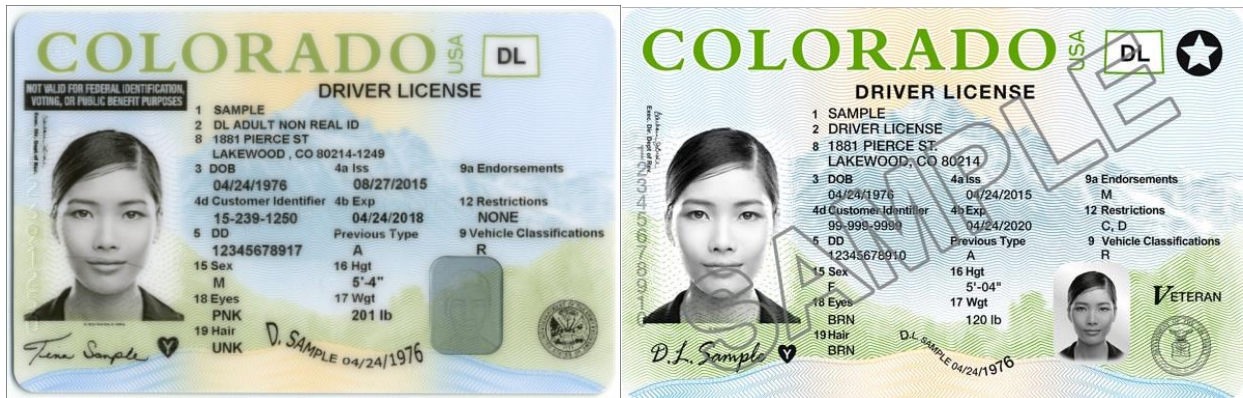 COLORADO
USA
DL
NOT VALID FOR FEDERAL IDENTIFICATION,
VOTING, OR PUBLIC BENEFIT PURPOSES
DRIVER LICENSE
1 SAMPLE
2 DL ADULT NON REAL ID
8 1881 PIERCE ST
LAKEWOOD , CO 80214-1249
3 DOB 4a Iss 9a Endorsements
04/24/1976 08/27/2015
4d Customer Identifier 4b Exp 12 Restrictions
15-239-1250 04/24/2018 NONE
5 DD Previous Type 9 Vehicle Classifications
12345678917 A R
15 Sex 16 Hgt
M 5'-4"
18 Eyes 17 Wgt
PNK 201 lb
19 Hair
UNK
Tena Sample
Y
D. SAMPLE 04/24/1976
COLORADO
USA
DL
DRIVER LICENSE
1 SAMPLE
2 DRIVER LICENSE
8 1881 PIERCE ST.
LAKEWOOD, CO 80214
3 DOB 4a Iss 9a Endorsements
04/24/1976 04/24/2015 M
4d Customer Identifier 4b Exp 12 Restrictions
99-999-9999 04/24/2020 C, D
5 DD Previous Type 9 Vehicle Classifications
12345678910 A R
15 Sex 16 Hgt
F 5'-04"
18 Eyes 17 Wgt
BRN 120 lb
19 Hair
BRN
Exec. Dir. Dept of Rev.
12345678910
D.L. Sample
Y
D.L. SAMPLE 04/24/1976
VETERAN
SAMPLE